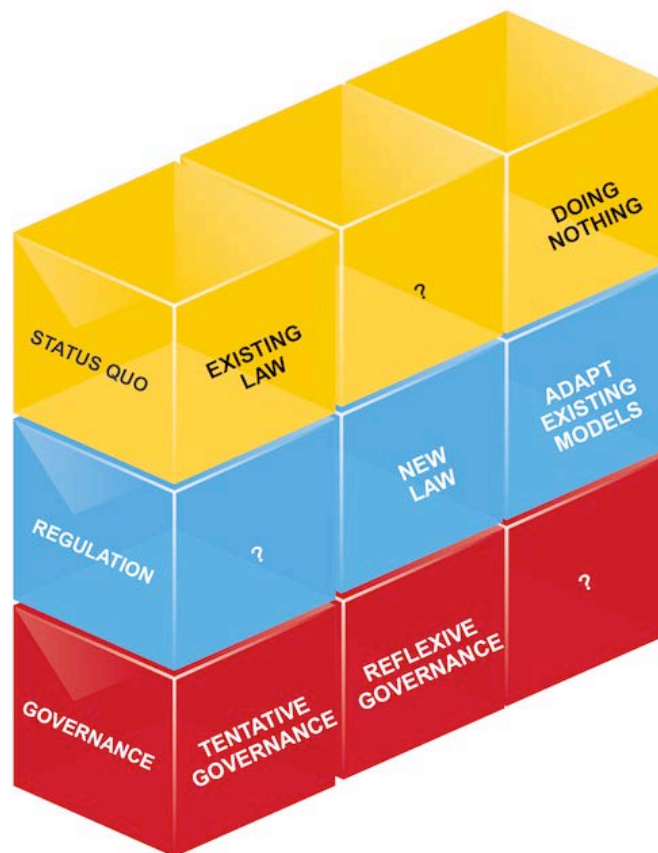 STATUS QUO
EXISTING
LAW
?
DOING
NOTHING
REGULATION
?
NEW
LAW
ADAPT
EXISTING
MODELS
GOVERNANCE
TENTATIVE
GOVERNANCE
REFLEXIVE
GOVERNANCE
?